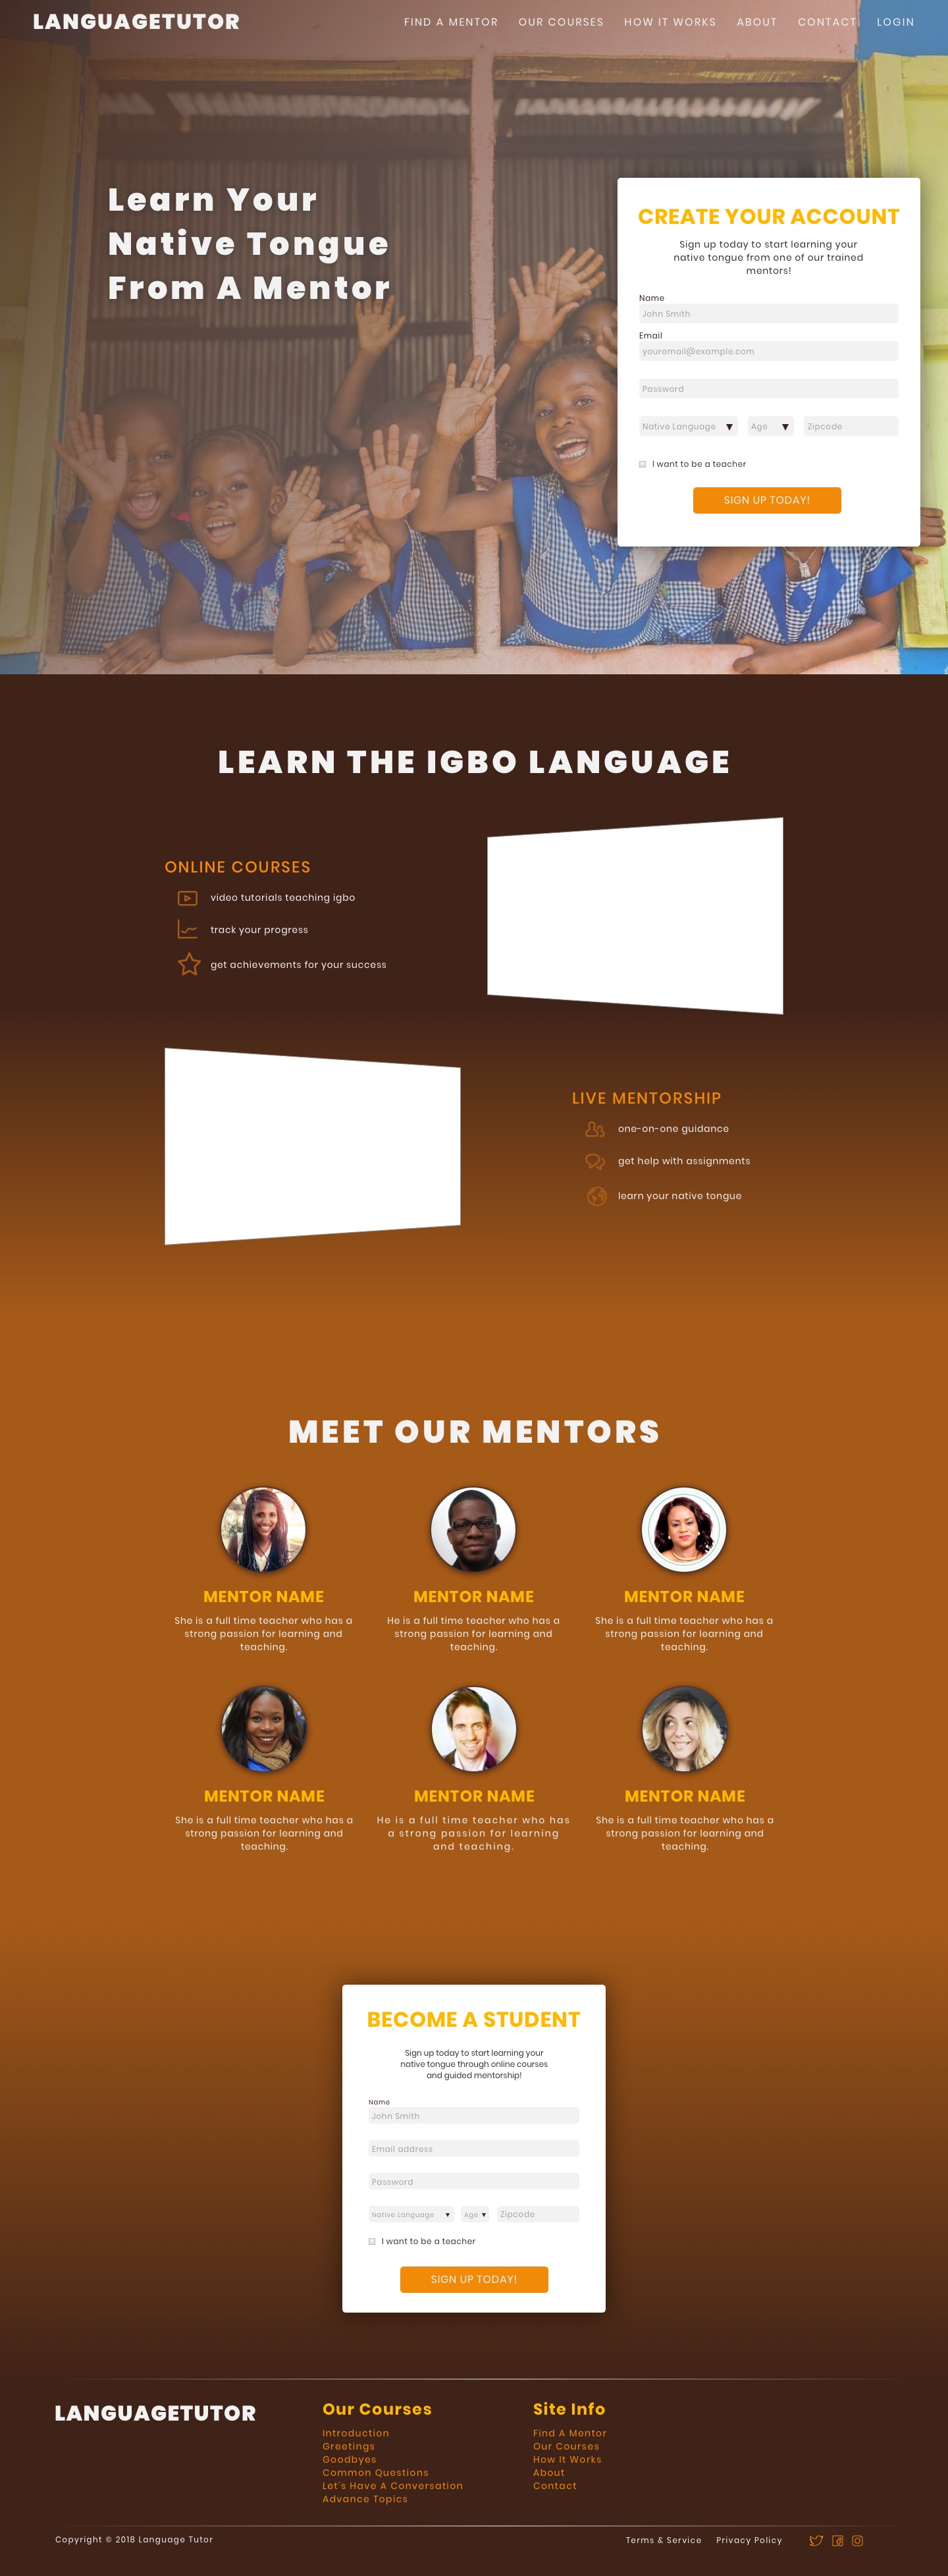 LANGUAGETUTOR
FIND A MENTOR OUR COURSES HOW IT WORKS ABOUT CONTACT LOGIN
Learn Your
Native Tongue
From A Mentor
CREATE YOUR ACCOUNT
Sign up today to start learning your
native tongue from one of our trained
mentors!
Name
John Smith
Email
youremail@example.com
Password
Native Language ▼ Age ▼ Zipcode
I want to be a teacher
SIGN UP TODAY!
LEARN THE IGBO LANGUAGE
ONLINE COURSES
video tutorials teaching igbo
track your progress
get achievements for your success
LIVE MENTORSHIP
one-on-one guidance
get help with assignments
learn your native tongue
MEET OUR MENTORS
MENTOR NAME
She is a full time teacher who has a
strong passion for learning and
teaching.
MENTOR NAME
He is a full time teacher who has a
strong passion for learning and
teaching.
MENTOR NAME
She is a full time teacher who has a
strong passion for learning and
teaching.
MENTOR NAME
She is a full time teacher who has a
strong passion for learning and
teaching.
MENTOR NAME
He is a full time teacher who has
a strong passion for learning
and teaching.
MENTOR NAME
She is a full time teacher who has a
strong passion for learning and
teaching.
BECOME A STUDENT
Sign up today to start learning your
native tongue through online courses
and guided mentorship!
Name
John Smith
Email address
Password
Native Language ▼ Age ▼ Zipcode
I want to be a teacher
SIGN UP TODAY!
LANGUAGETUTOR
Our Courses
Introduction
Greetings
Goodbyes
Common Questions
Let's Have A Conversation
Advance Topics
Site Info
Find A Mentor
Our Courses
How It Works
About
Contact
Copyright © 2018 Language Tutor
Terms & Service Privacy Policy